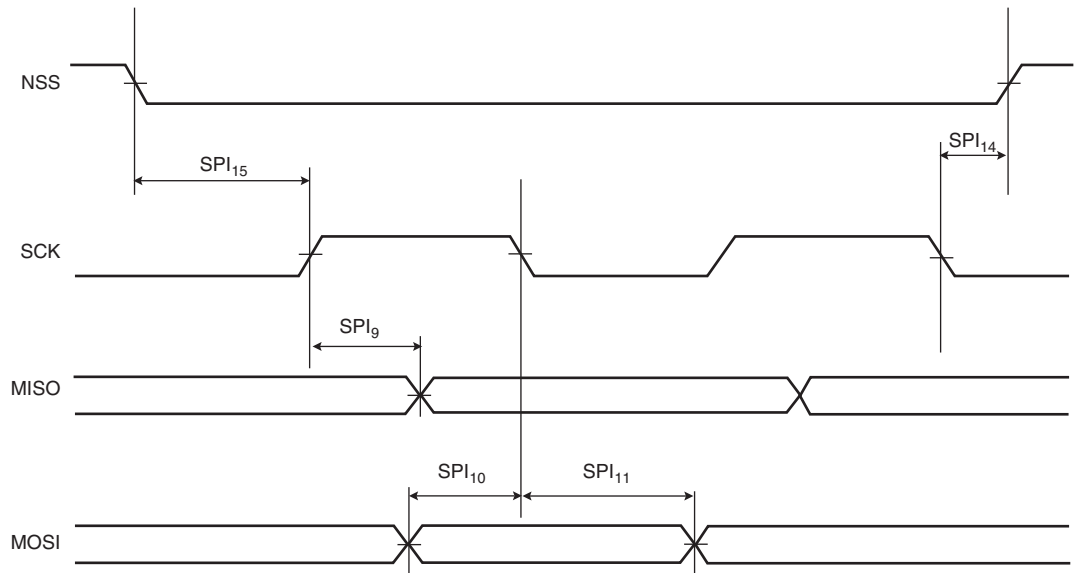 NSS
SPI₁₄
SPI₁₅
SCK
SPI₉
MISO
SPI₁₀ SPI₁₁
MOSI